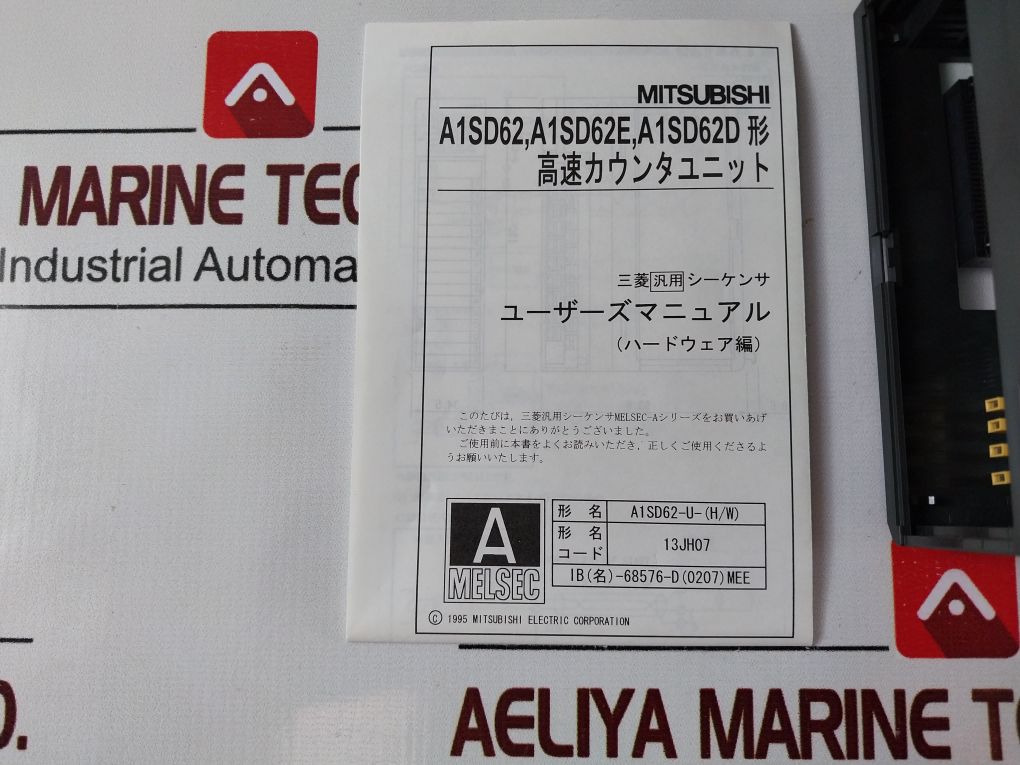 MARINE TEC
Industrial Automa
MITSUBISHI
A1SD62,A1SD62E,A1SD62D 形
高速カウンタユニット
三菱汎用シーケンサ
ユーザーズマニュアル
(ハードウェア編)
このたびは，三菱汎用シーケンサMELSEC-Aシリーズをお買いあげ
いただきまことにありがとうございました。
ご使用前に本書をよくお読みいただき，正しくご使用くださるよ
うお願いいたします。
A
MELSEC
形 名 A1SD62-U-(H/W)
形 名
コード 13JH07
IB(名)-68576-D(0207)MEE
© 1995 MITSUBISHI ELECTRIC CORPORATION
D.
AELIYA MARINE TE